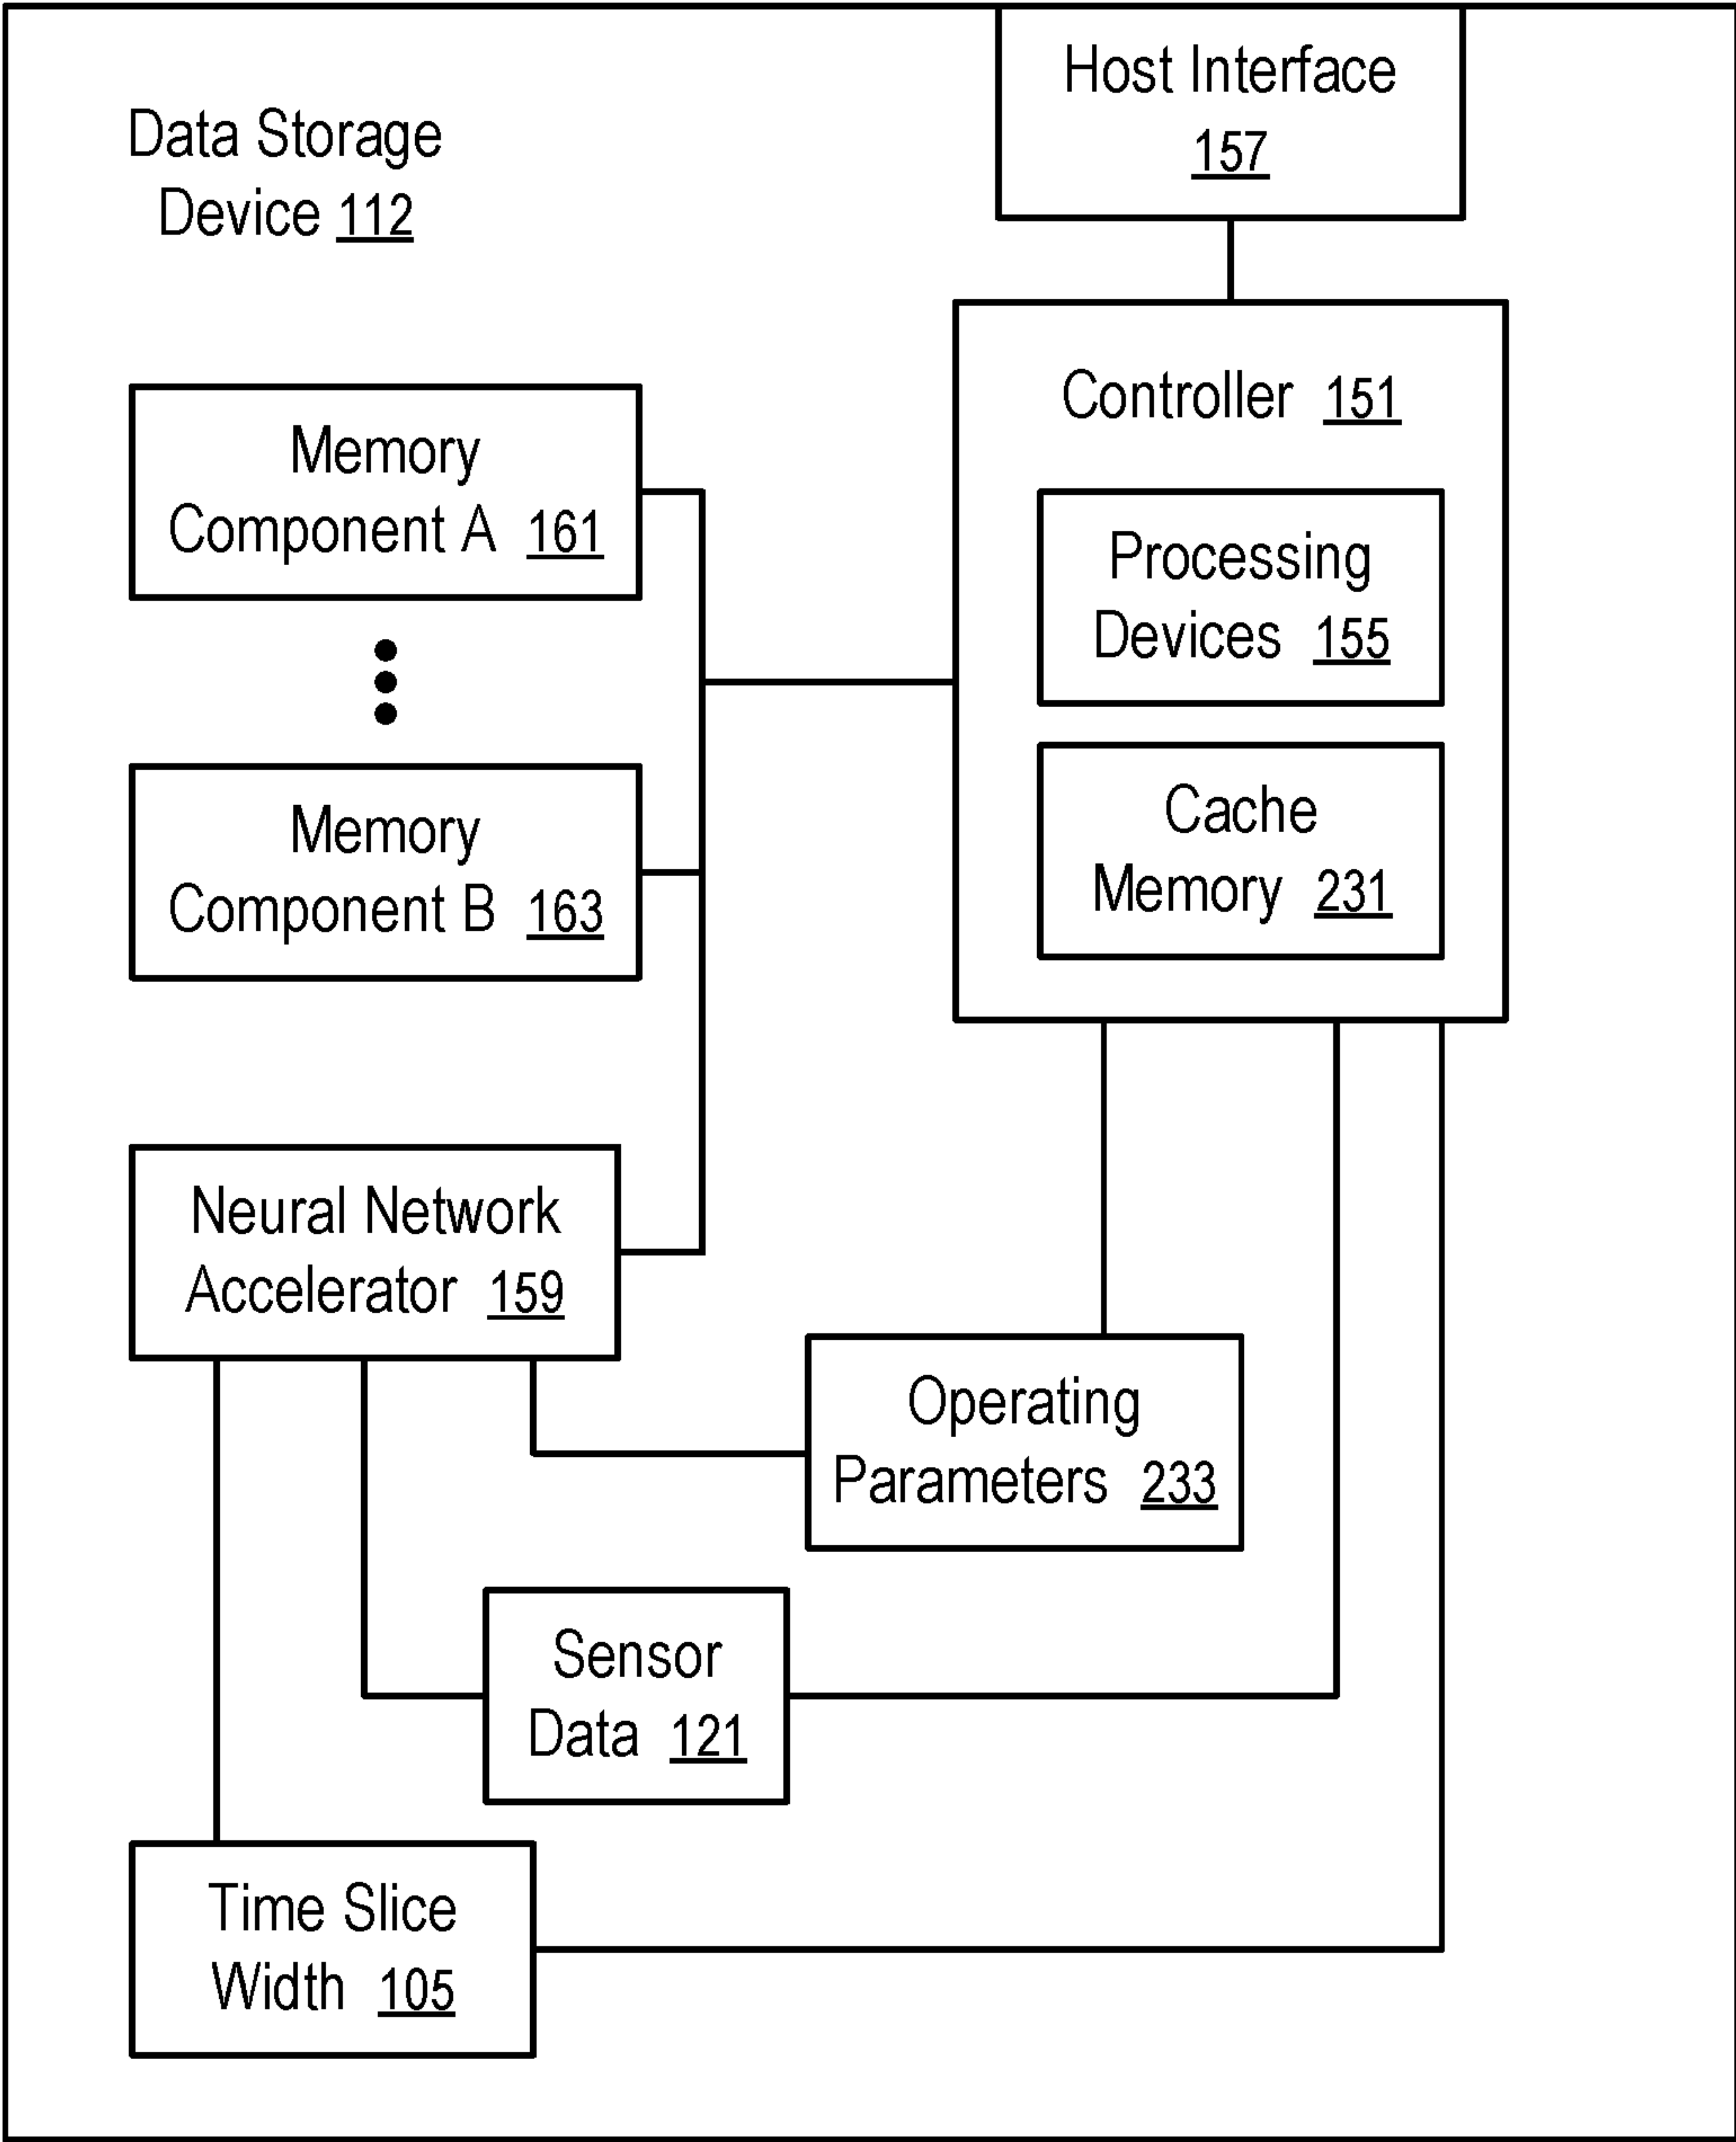 Data Storage
Device 112
Host Interface
157
Controller 151
Processing
Devices 155
Cache
Memory 231
Memory
Component A 161
Memory
Component B 163
Neural Network
Accelerator 159
Operating
Parameters 233
Sensor
Data 121
Time Slice
Width 105